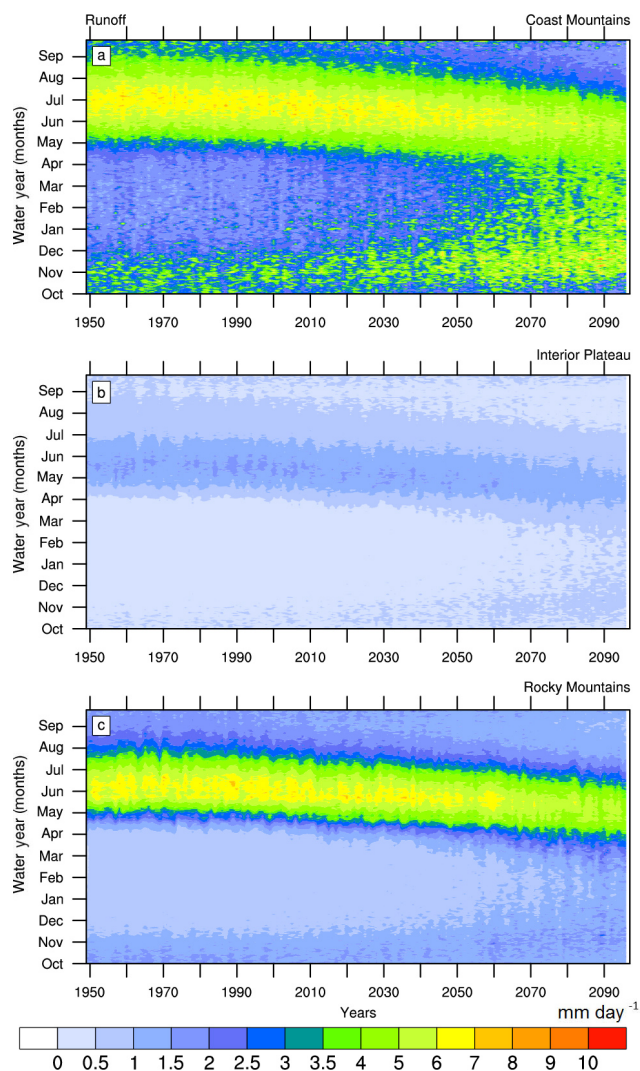 Runoff Coast Mountains
a
Sep
Aug
Jul
Jun
May
Apr
Mar
Feb
Jan
Dec
Nov
Oct
Water year (months)
1950 1970 1990 2010 2030 2050 2070 2090
Interior Plateau
b
Sep
Aug
Jul
Jun
May
Apr
Mar
Feb
Jan
Dec
Nov
Oct
Water year (months)
1950 1970 1990 2010 2030 2050 2070 2090
Rocky Mountains
c
Sep
Aug
Jul
Jun
May
Apr
Mar
Feb
Jan
Dec
Nov
Oct
Water year (months)
1950 1970 1990 2010 2030 2050 2070 2090
Years mm day -1
0 0.5 1 1.5 2 2.5 3 3.5 4 5 6 7 8 9 10